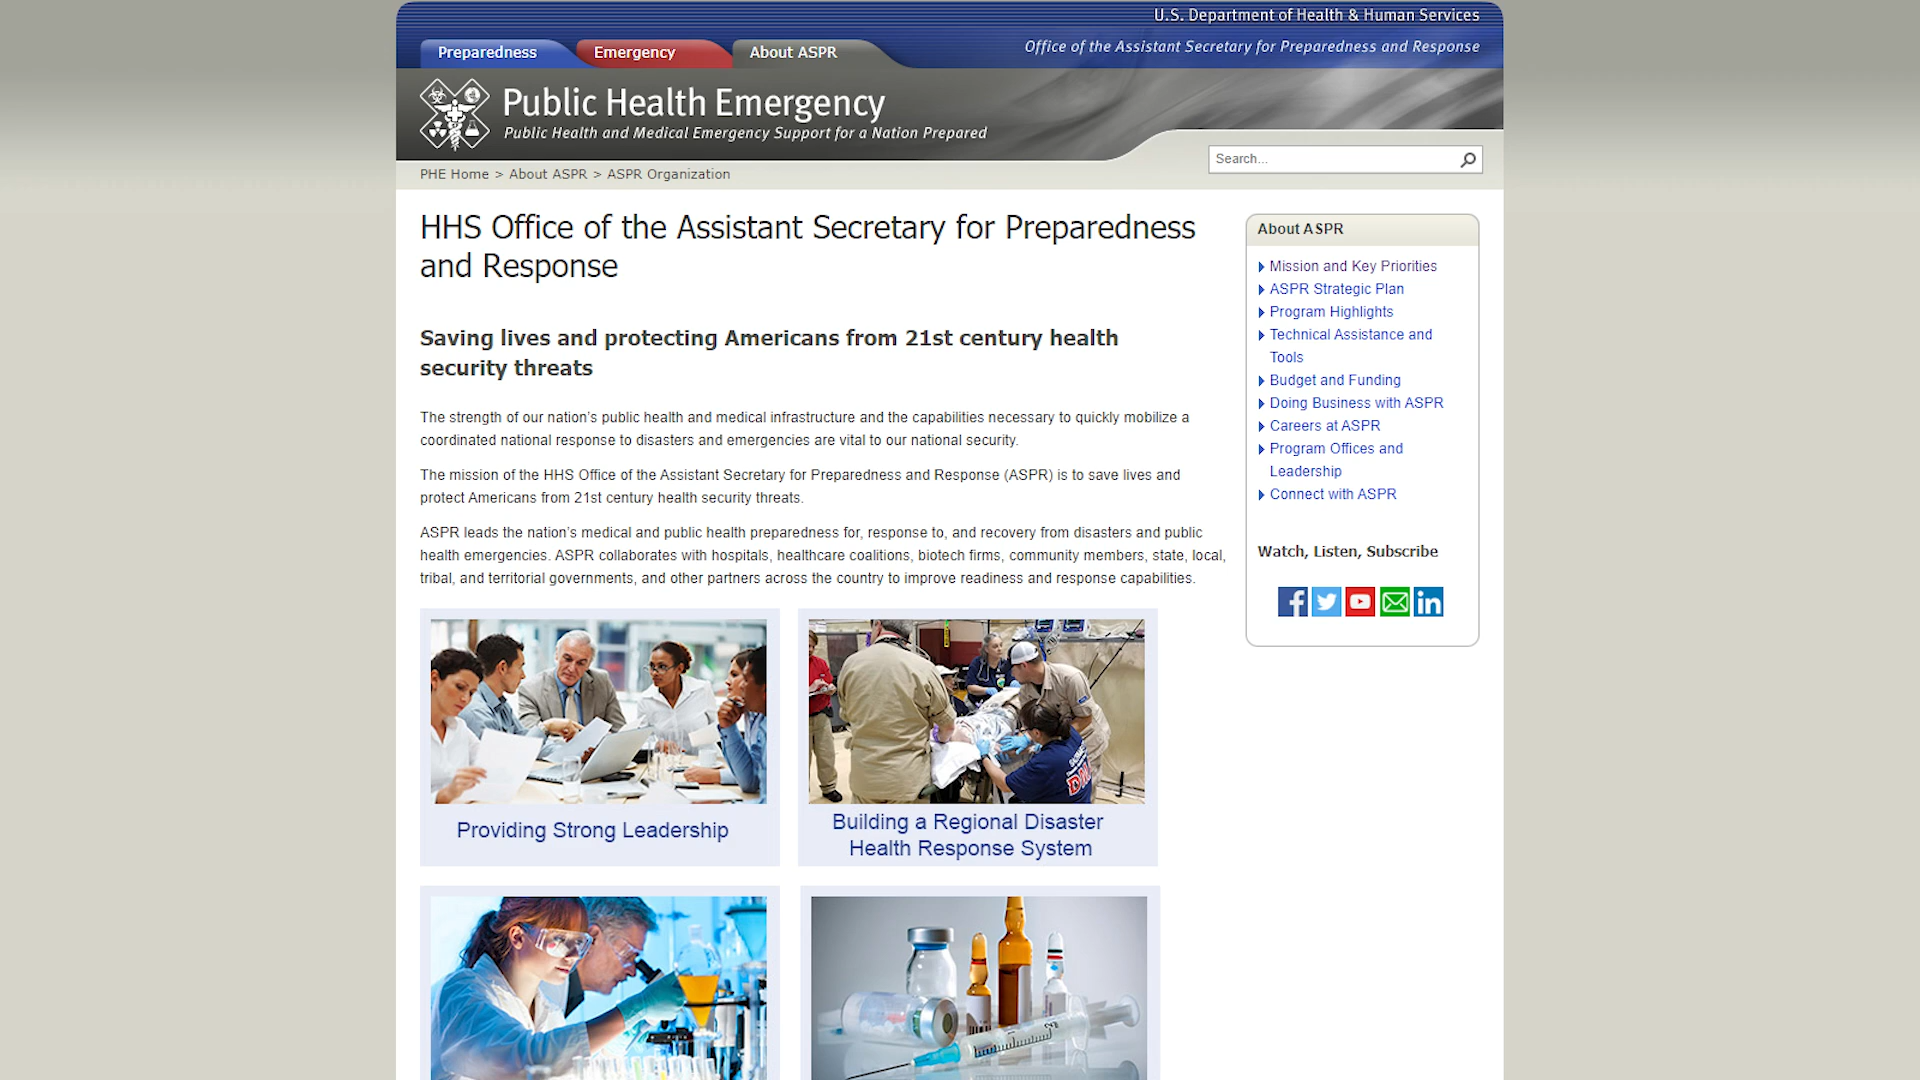 U.S. Department of Health & Human Services
Preparedness
Emergency
About ASPR
Office of the Assistant Secretary for Preparedness and Response
Public Health Emergency
Public Health and Medical Emergency Support for a Nation Prepared
Search...
PHE Home > About ASPR > ASPR Organization
HHS Office of the Assistant Secretary for Preparedness
and Response
Saving lives and protecting Americans from 21st century health
security threats
The strength of our nation’s public health and medical infrastructure and the capabilities necessary to quickly mobilize a
coordinated national response to disasters and emergencies are vital to our national security.
The mission of the HHS Office of the Assistant Secretary for Preparedness and Response (ASPR) is to save lives and
protect Americans from 21st century health security threats.
ASPR leads the nation’s medical and public health preparedness for, response to, and recovery from disasters and public
health emergencies. ASPR collaborates with hospitals, healthcare coalitions, biotech firms, community members, state, local,
tribal, and territorial governments, and other partners across the country to improve readiness and response capabilities.
Providing Strong Leadership
Building a Regional Disaster
Health Response System
About ASPR
Mission and Key Priorities
ASPR Strategic Plan
Program Highlights
Technical Assistance and
Tools
Budget and Funding
Doing Business with ASPR
Careers at ASPR
Program Offices and
Leadership
Connect with ASPR
Watch, Listen, Subscribe